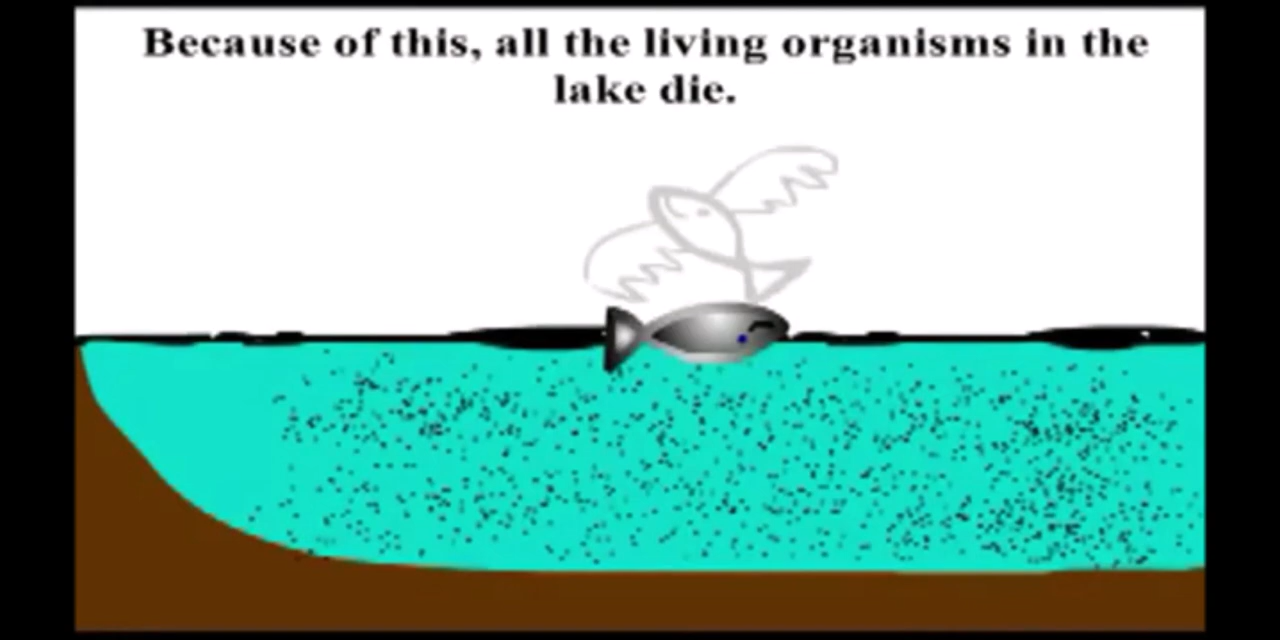 Because of this, all the living organisms in the
lake die.